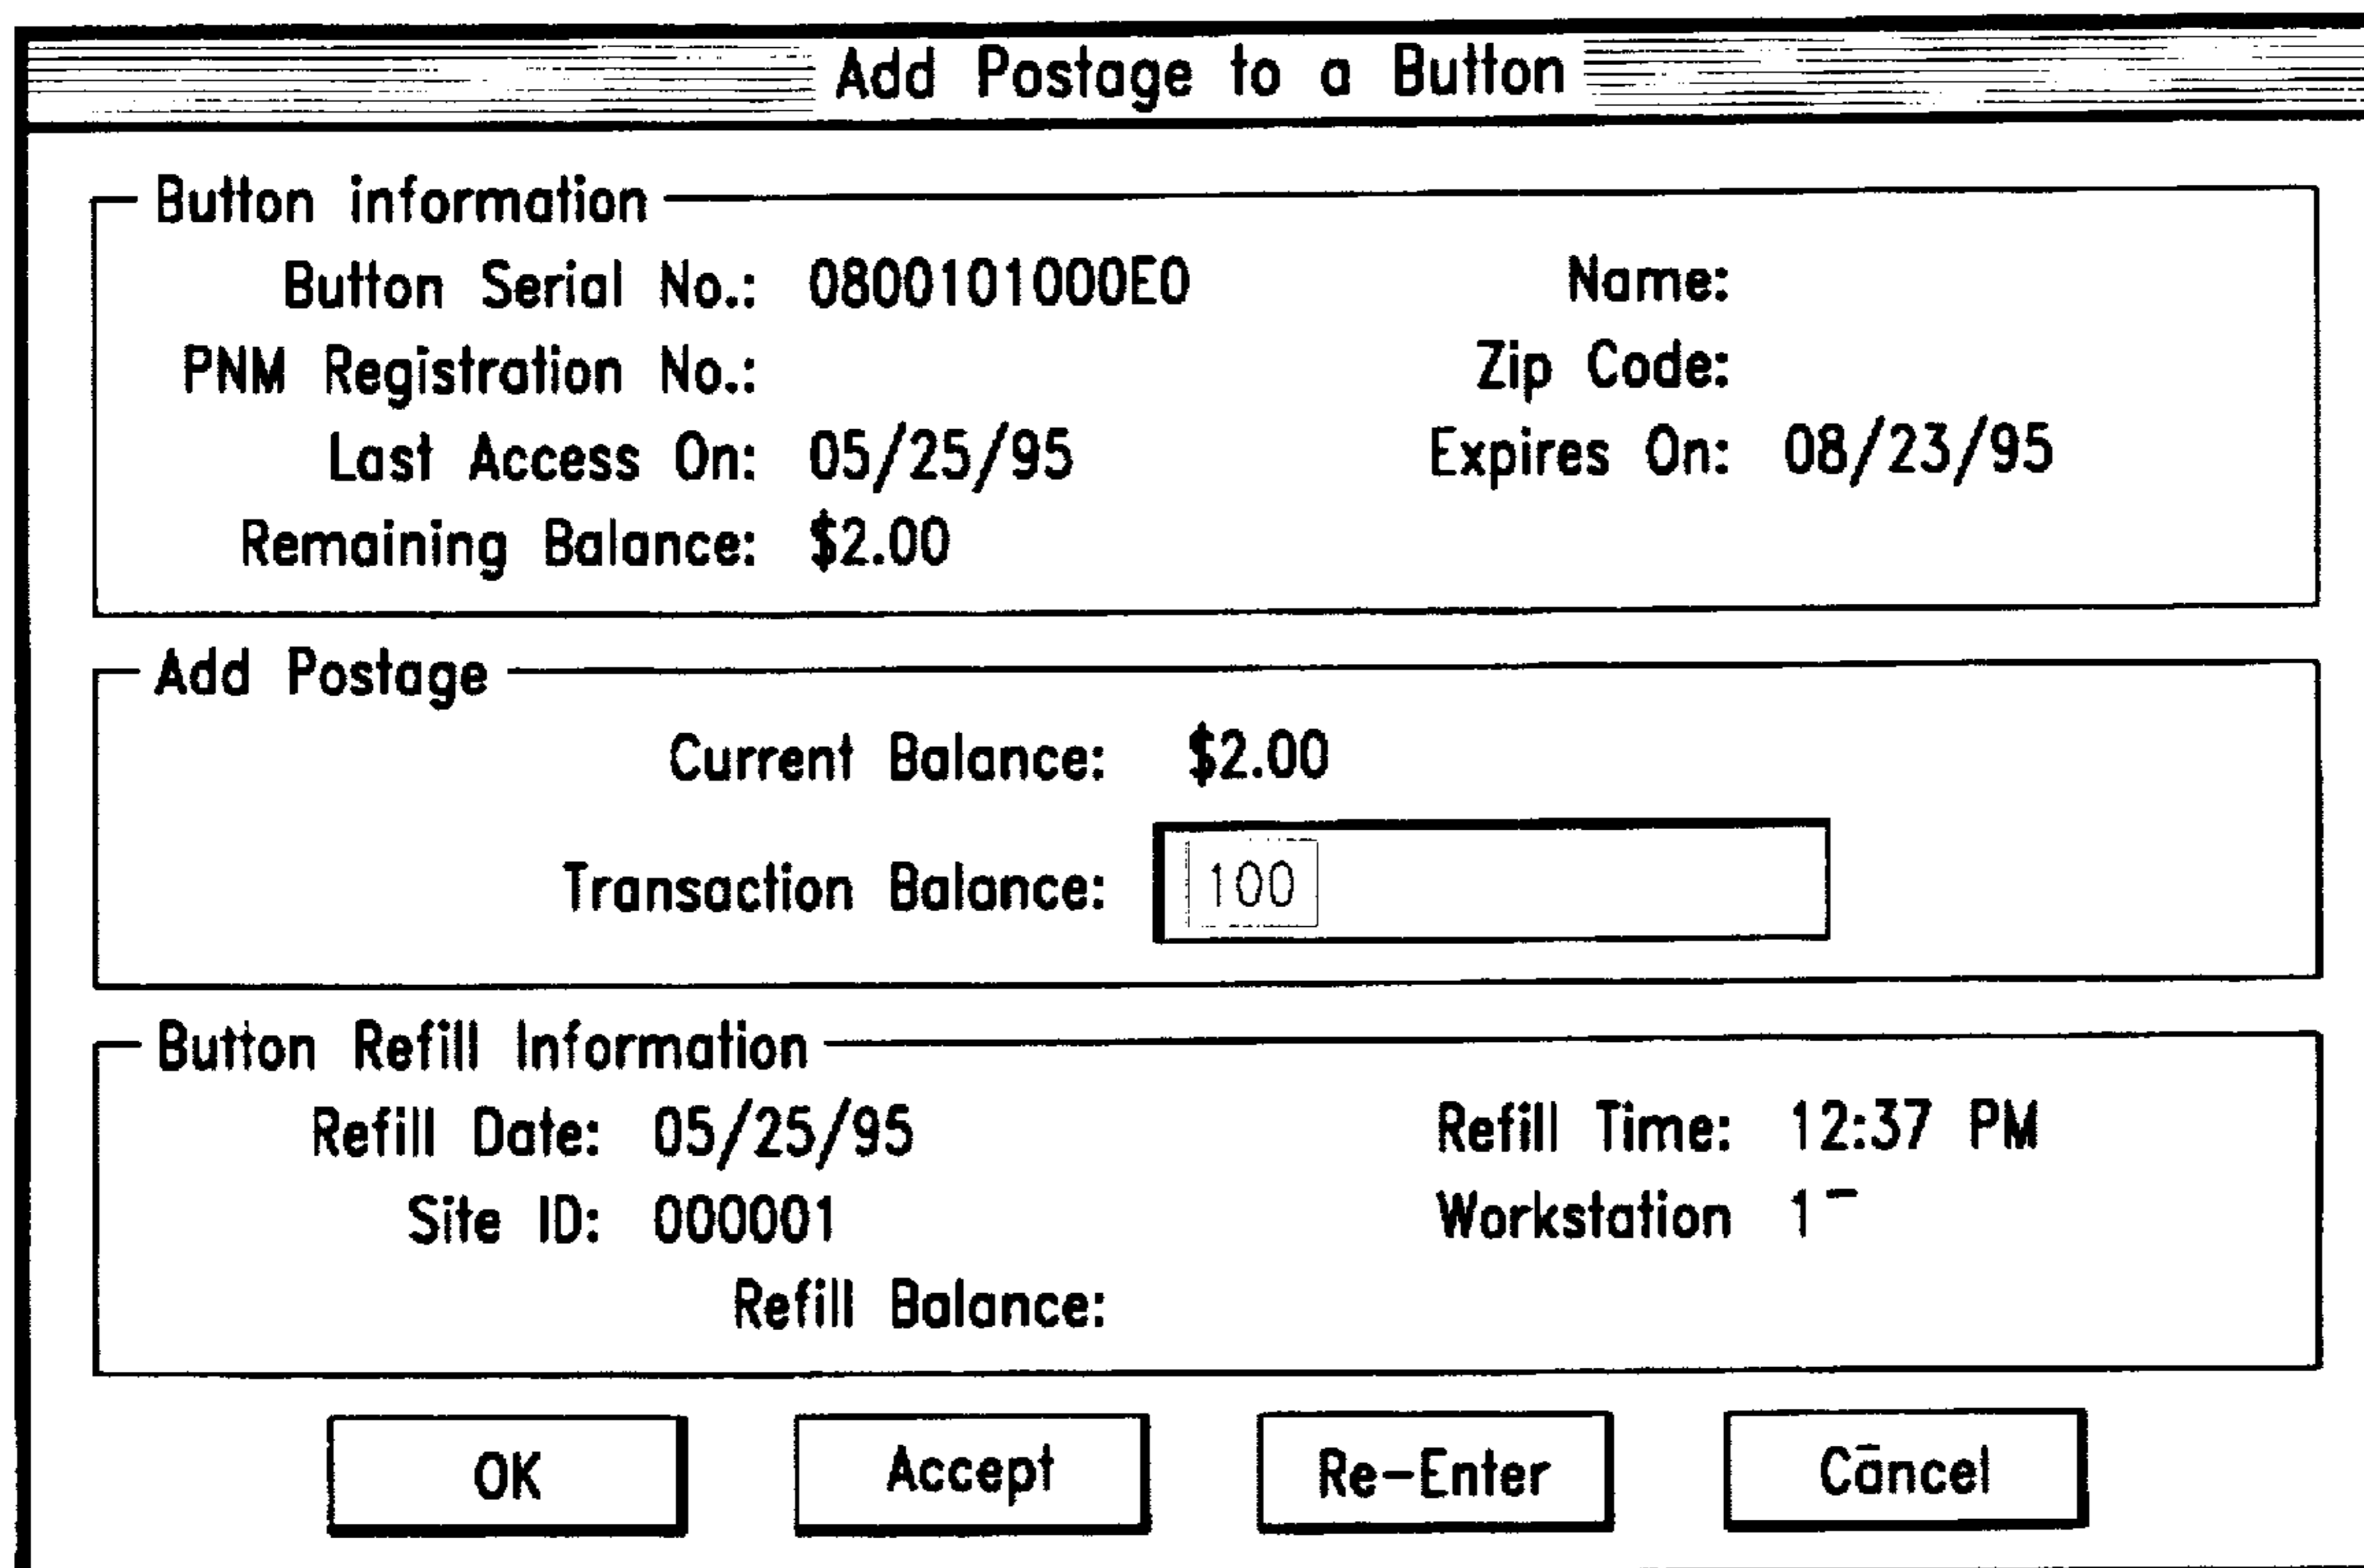 Add Postage to a Button
Button information
Button Serial No.: 0800101000E0 Name:
PNM Registration No.: Zip Code:
Last Access On: 05/25/95 Expires On: 08/23/95
Remaining Balance: $2.00
Add Postage
Current Balance: $2.00
Transaction Balance: 100
Button Refill Information
Refill Date: 05/25/95 Refill Time: 12:37 PM
Site ID: 000001 Workstation 1
Refill Balance:
OK Accept Re-Enter Cancel